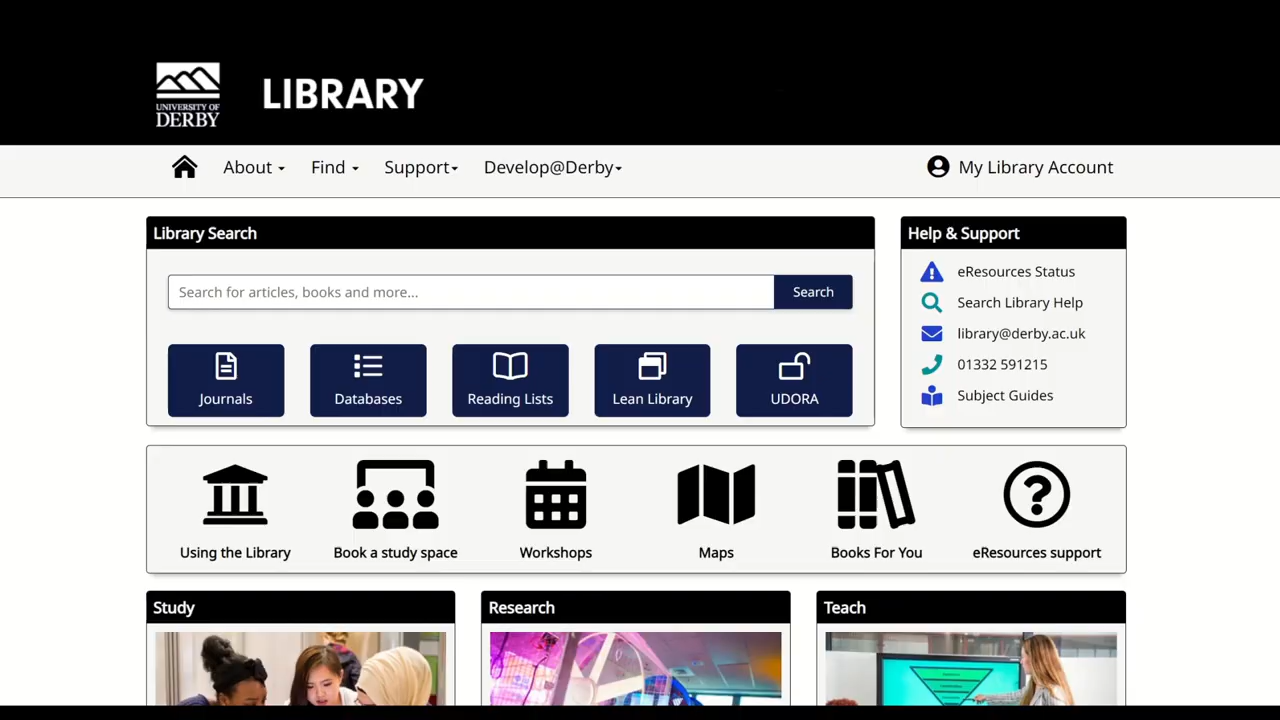 UNIVERSITY OF
DERBY
LIBRARY
About
Find
Support
Develop@Derby
My Library Account
Library Search
Search for articles, books and more...
Search
Journals
Databases
Reading Lists
Lean Library
UDORA
Help & Support
eResources Status
Search Library Help
library@derby.ac.uk
01332 591215
Subject Guides
Using the Library
Book a study space
Workshops
Maps
Books For You
eResources support
Study
Research
Teach